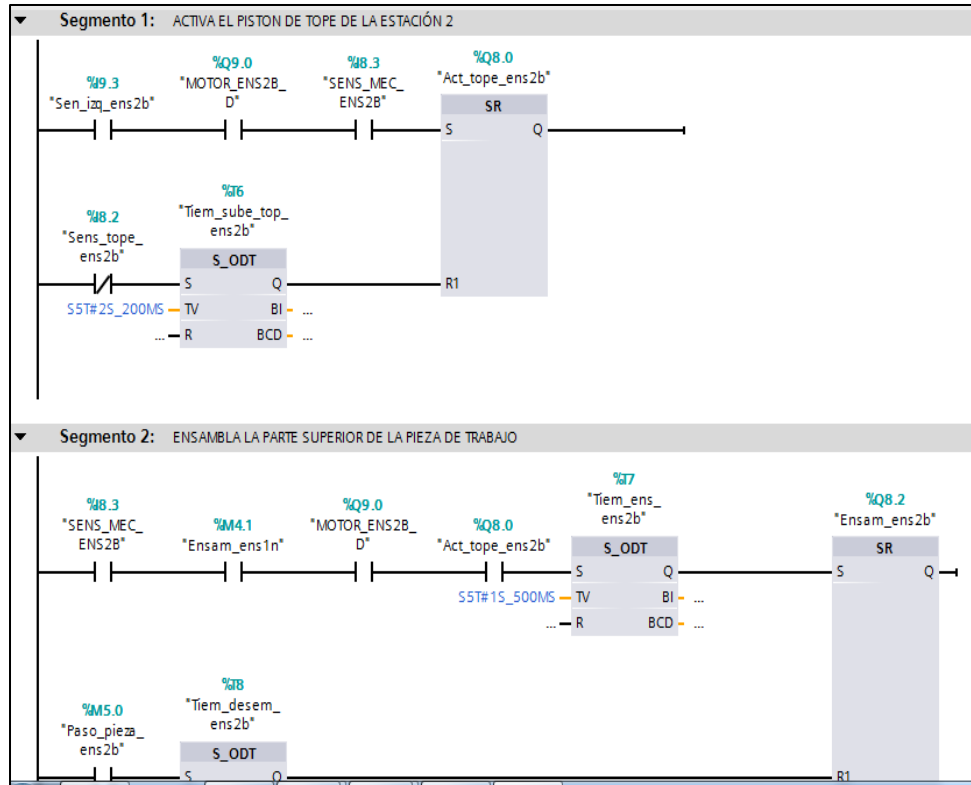 Segmento 1: ACTIVA EL PISTON DE TOPE DE LA ESTACIÓN 2
%I9.3
"Sen_izq_ens2b"
%Q9.0
"MOTOR_ENS2B_
D"
%I8.3
"SENS_MEC_
ENS2B"
%Q8.0
"Act_tope_ens2b"
SR
S Q
%I8.2
"Sens_tope_
ens2b"
%T6
"Tiem_sube_top_
ens2b"
S_ODT
S Q
R1
S5T#2S_200MS TV BI ...
... R BCD ...
Segmento 2: ENSAMBLA LA PARTE SUPERIOR DE LA PIEZA DE TRABAJO
%I8.3
"SENS_MEC_
ENS2B"
%M4.1
"Ensam_ens1n"
%Q9.0
"MOTOR_ENS2B_
D"
%Q8.0
"Act_tope_ens2b"
%T7
"Tiem_ens_
ens2b"
S_ODT
%Q8.2
"Ensam_ens2b"
SR
S Q
S Q
S5T#1S_500MS TV BI ...
... R BCD ...
%M5.0
"Paso_pieza_
ens2b"
%T8
"Tiem_desem_
ens2b"
S_ODT
S Q
R1